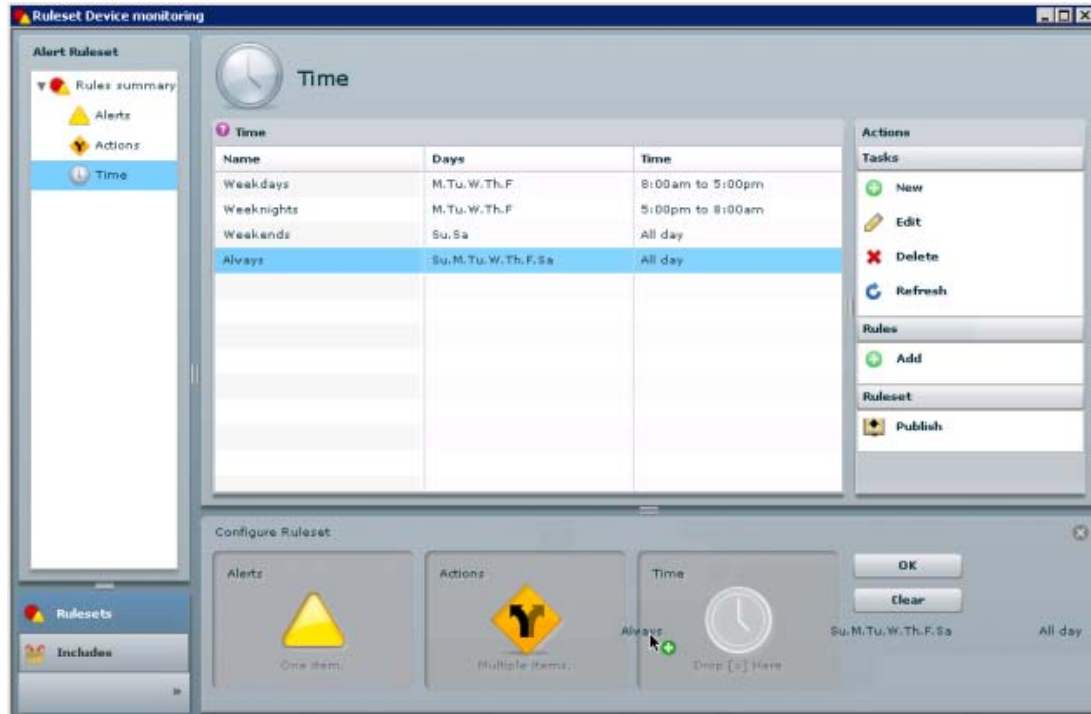 Ruleset Device monitoring
Alert Ruleset
Rules summary
Alerts
Actions
Time
Time
Time
Name Days Time
Weekdays M.Tu.W.Th.F 8:00am to 5:00pm
Weeknights M.Tu.W.Th.F 5:00pm to 8:00am
Weekends Su.Sa All day
Always Su.M.Tu.W.Th.F.Sa All day
Actions
Tasks
New
Edit
Delete
Refresh
Rules
Add
Ruleset
Publish
Configure Ruleset
Alerts
One item.
Actions
Multiple items.
Time
Drop [+] Here
OK
Clear
Always Su.M.Tu.W.Th.F.Sa All day
Rulesets
Includes
»